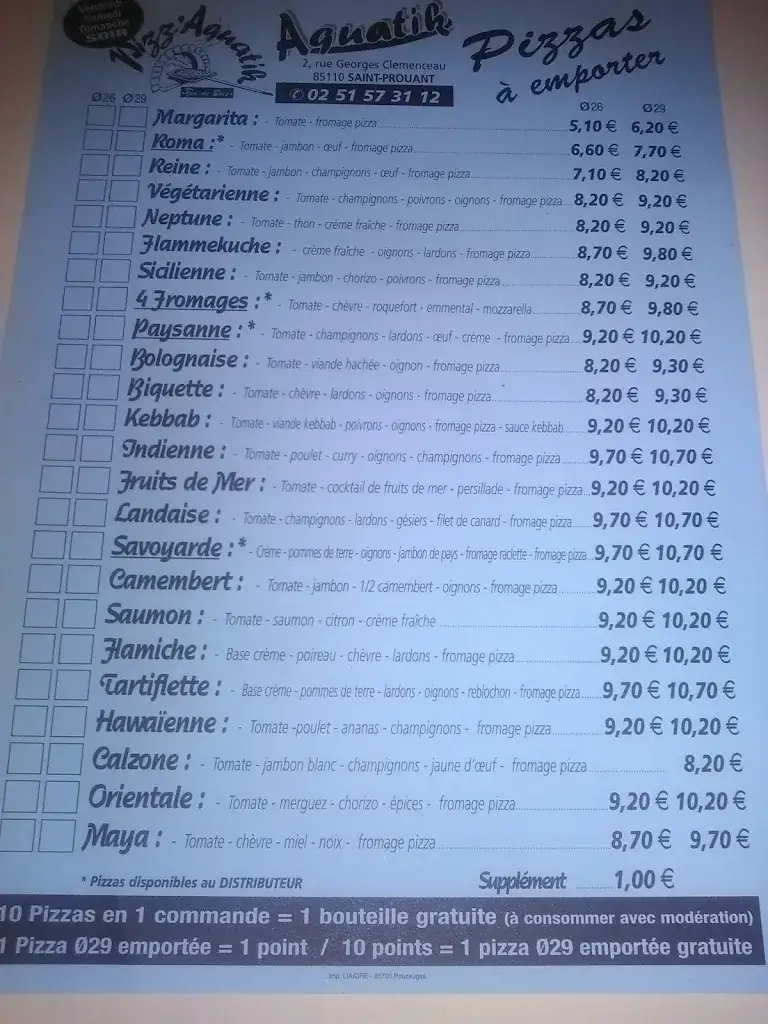 Vendredi
Samedi
Dimanche
SOIR
Pizz'Aquatik
Feu de Bois
Aquatik
2, rue Georges Clemenceau
85110 SAINT-PROUANT
02 51 57 31 12
Pizzas
à emporter
Ø26 Ø29 Ø26 Ø29
Margarita : - Tomate - fromage pizza 5,10 € 6,20 €
Roma :* - Tomate - jambon - œuf - fromage pizza 6,60 € 7,70 €
Reine : - Tomate - jambon - champignons - œuf - fromage pizza 7,10 € 8,20 €
Végétarienne : - Tomate - champignons - poivrons - oignons - fromage pizza 8,20 € 9,20 €
Neptune : - Tomate - thon - crème fraîche - fromage pizza 8,20 € 9,20 €
Flammekuche : - crème fraîche - oignons - lardons - fromage pizza 8,70 € 9,80 €
Sicilienne : - Tomate - jambon - chorizo - poivrons - fromage pizza 8,20 € 9,20 €
4 Fromages :* - Tomate - chèvre - roquefort - emmental - mozzarella 8,70 € 9,80 €
Paysanne :* - Tomate - champignons - lardons - œuf - crème - fromage pizza 9,20 € 10,20 €
Bolognaise : - Tomate - viande hachée - oignon - fromage pizza 8,20 € 9,30 €
Biquette : - Tomate - chèvre - lardons - oignons - fromage pizza 8,20 € 9,30 €
Kebbab : - Tomate - viande kebbab - poivrons - oignons - fromage pizza - sauce kebbab 9,20 € 10,20 €
Indienne : - Tomate - poulet - curry - oignons - champignons - fromage pizza 9,70 € 10,70 €
Fruits de Mer : - Tomate - cocktail de fruits de mer - persillade - fromage pizza 9,20 € 10,20 €
Landaise : - Tomate - champignons - lardons - gésiers - filet de canard - fromage pizza 9,70 € 10,70 €
Savoyarde :* - Crème - pommes de terre - oignons - jambon de pays - fromage raclette - fromage pizza 9,70 € 10,70 €
Camembert : - Tomate - jambon - 1/2 camembert - oignons - fromage pizza 9,20 € 10,20 €
Saumon : - Tomate - saumon - citron - crème fraîche 9,20 € 10,20 €
Flamiche : - Base crème - poireau - chèvre - lardons - fromage pizza 9,20 € 10,20 €
Tartiflette : - Base crème - pommes de terre - lardons - oignons - reblochon - fromage pizza 9,70 € 10,70 €
Hawaïenne : - Tomate -poulet - ananas - champignons - fromage pizza 9,20 € 10,20 €
Calzone : - Tomate - jambon blanc - champignons - jaune d'œuf - fromage pizza 8,20 €
Orientale : - Tomate - merguez - chorizo - épices - fromage pizza 9,20 € 10,20 €
Maya : - Tomate - chèvre - miel - noix - fromage pizza 8,70 € 9,70 €
* Pizzas disponibles au DISTRIBUTEUR Supplément 1,00 €
10 Pizzas en 1 commande = 1 bouteille gratuite (à consommer avec modération)
1 Pizza Ø29 emportée = 1 point / 10 points = 1 pizza Ø29 emportée gratuite
Imp. LIAIGRE - 85700 Pouzauges